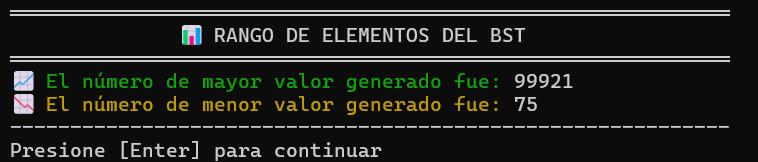 RANGO DE ELEMENTOS DEL BST
El número de mayor valor generado fue: 99921
El número de menor valor generado fue: 75
Presione [Enter] para continuar